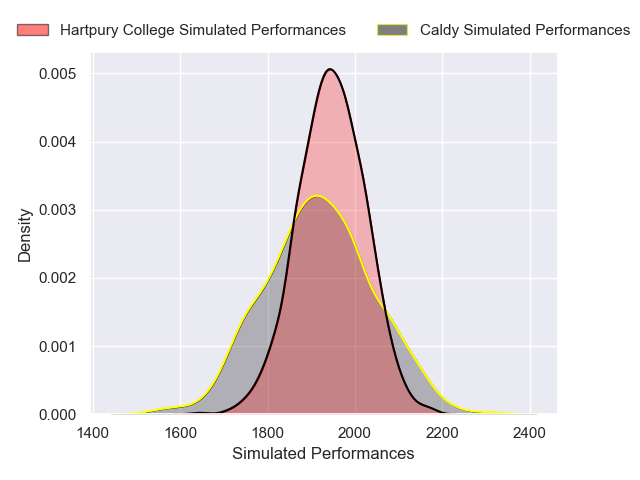 Hartpury College Simulated Performances
Caldy Simulated Performances
0.005
0.004
0.003
0.002
0.001
0.000
Density
1400 1600 1800 2000 2200 2400
Simulated Performances